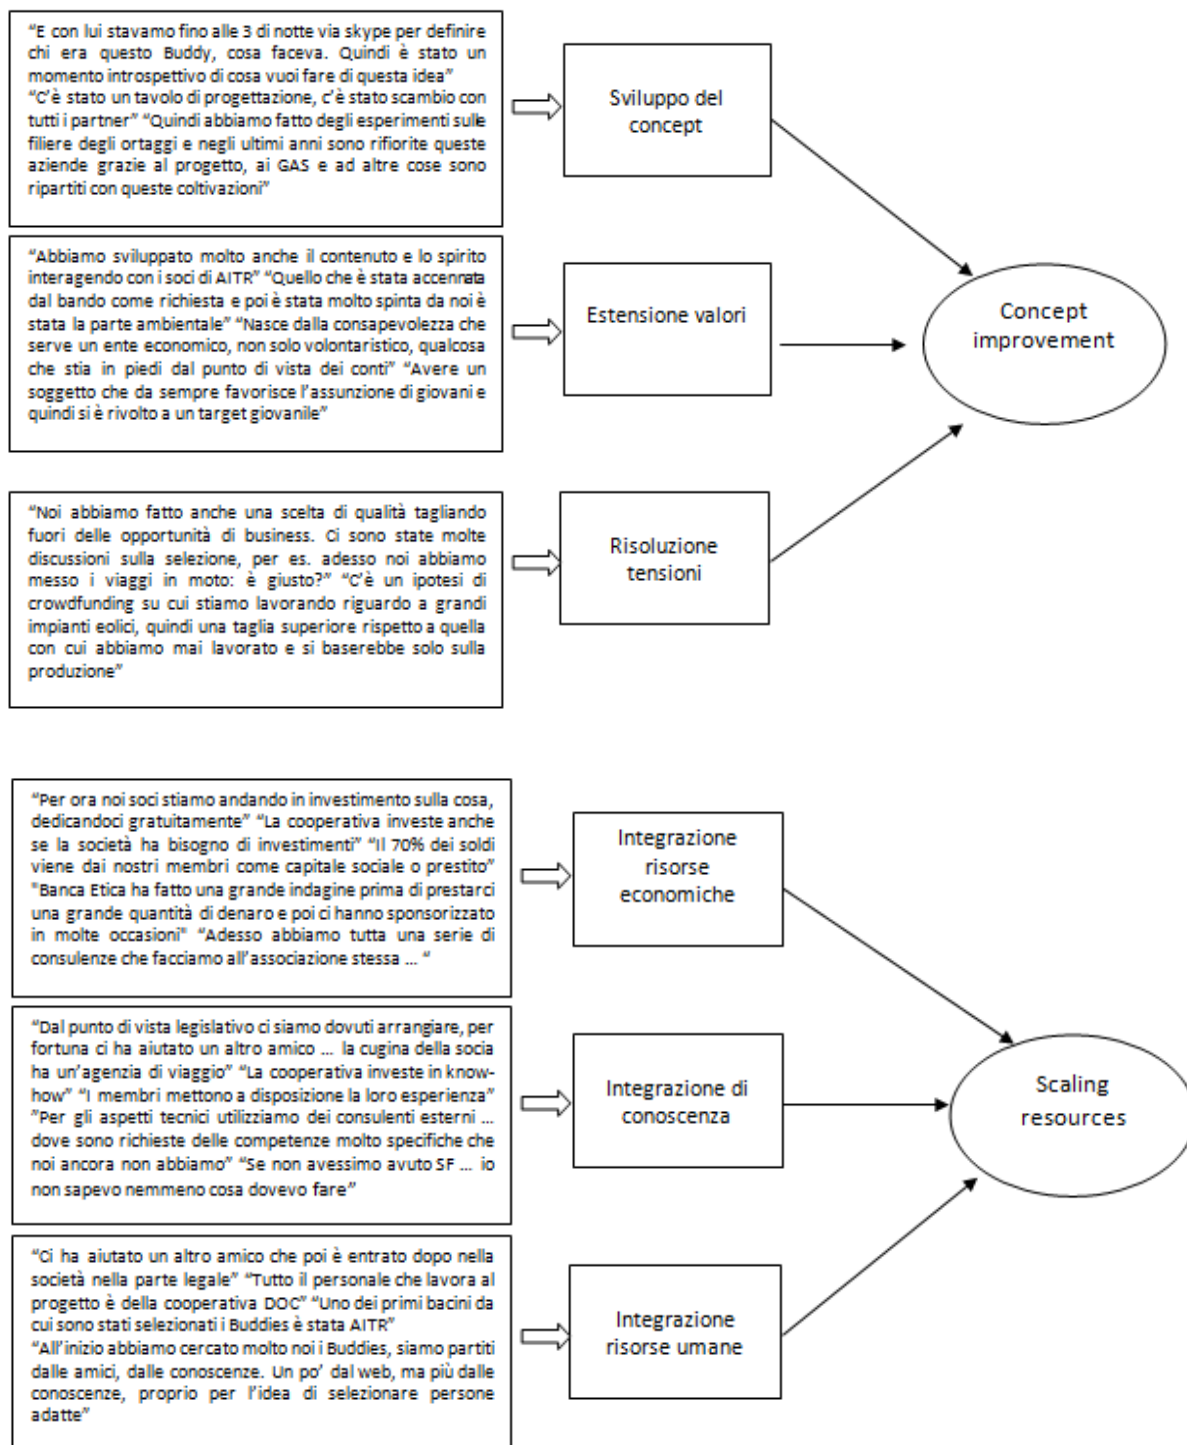 “E con lui stavamo fino alle 3 di notte via skype per definire
chi era questo Buddy, cosa faceva. Quindi è stato un
momento introspettivo di cosa vuoi fare di questa idea”
“C’è stato un tavolo di progettazione, c’è stato scambio con
tutti i partner” “Quindi abbiamo fatto degli esperimenti sulle
filiere degli ortaggi e negli ultimi anni sono rifiorite queste
aziende grazie al progetto, ai GAS e ad altre cose sono
ripartiti con queste coltivazioni”
Sviluppo del
concept
“Abbiamo sviluppato molto anche il contenuto e lo spirito
interagendo con i soci di AITR” “Quello che è stata accennata
dal bando come richiesta e poi è stata molto spinta da noi è
stata la parte ambientale” “Nasce dalla consapevolezza che
serve un ente economico, non solo volontaristico, qualcosa
che stia in piedi dal punto di vista dei conti” “Avere un
soggetto che da sempre favorisce l’assunzione di giovani e
quindi si è rivolto a un target giovanile”
Estensione valori
Concept
improvement
“Noi abbiamo fatto anche una scelta di qualità tagliando
fuori delle opportunità di business. Ci sono state molte
discussioni sulla selezione, per es. adesso noi abbiamo
messo i viaggi in moto: è giusto?” “C’è un ipotesi di
crowdfunding su cui stiamo lavorando riguardo a grandi
impianti eolici, quindi una taglia superiore rispetto a quella
con cui abbiamo mai lavorato e si baserebbe solo sulla
produzione”
Risoluzione
tensioni
“Per ora noi soci stiamo andando in investimento sulla cosa,
dedicandoci gratuitamente” “La cooperativa investe anche
se la società ha bisogno di investimenti” “Il 70% dei soldi
viene dai nostri membri come capitale sociale o prestito”
"Banca Etica ha fatto una grande indagine prima di prestarci
una grande quantità di denaro e poi ci hanno sponsorizzato
in molte occasioni" “Adesso abbiamo tutta una serie di
consulenze che facciamo all’associazione stessa … “
Integrazione
risorse
economiche
“Dal punto di vista legislativo ci siamo dovuti arrangiare, per
fortuna ci ha aiutato un altro amico … la cugina della socia
ha un’agenzia di viaggio” “La cooperativa investe in know-
how” “I membri mettono a disposizione la loro esperienza”
”Per gli aspetti tecnici utilizziamo dei consulenti esterni …
dove sono richieste delle competenze molto specifiche che
noi ancora non abbiamo” “Se non avessimo avuto SF … io
non sapevo nemmeno cosa dovevo fare”
Integrazione di
conoscenza
Scaling
resources
“Ci ha aiutato un altro amico che poi è entrato dopo nella
società nella parte legale” “Tutto il personale che lavora al
progetto è della cooperativa DOC” “Uno dei primi bacini da
cui sono stati selezionati i Buddies è stata AITR”
“All’inizio abbiamo cercato molto noi i Buddies, siamo partiti
dalle amici, dalle conoscenze. Un po’ dal web, ma più dalle
conoscenze, proprio per l’idea di selezionare persone
adatte”
Integrazione
risorse umane